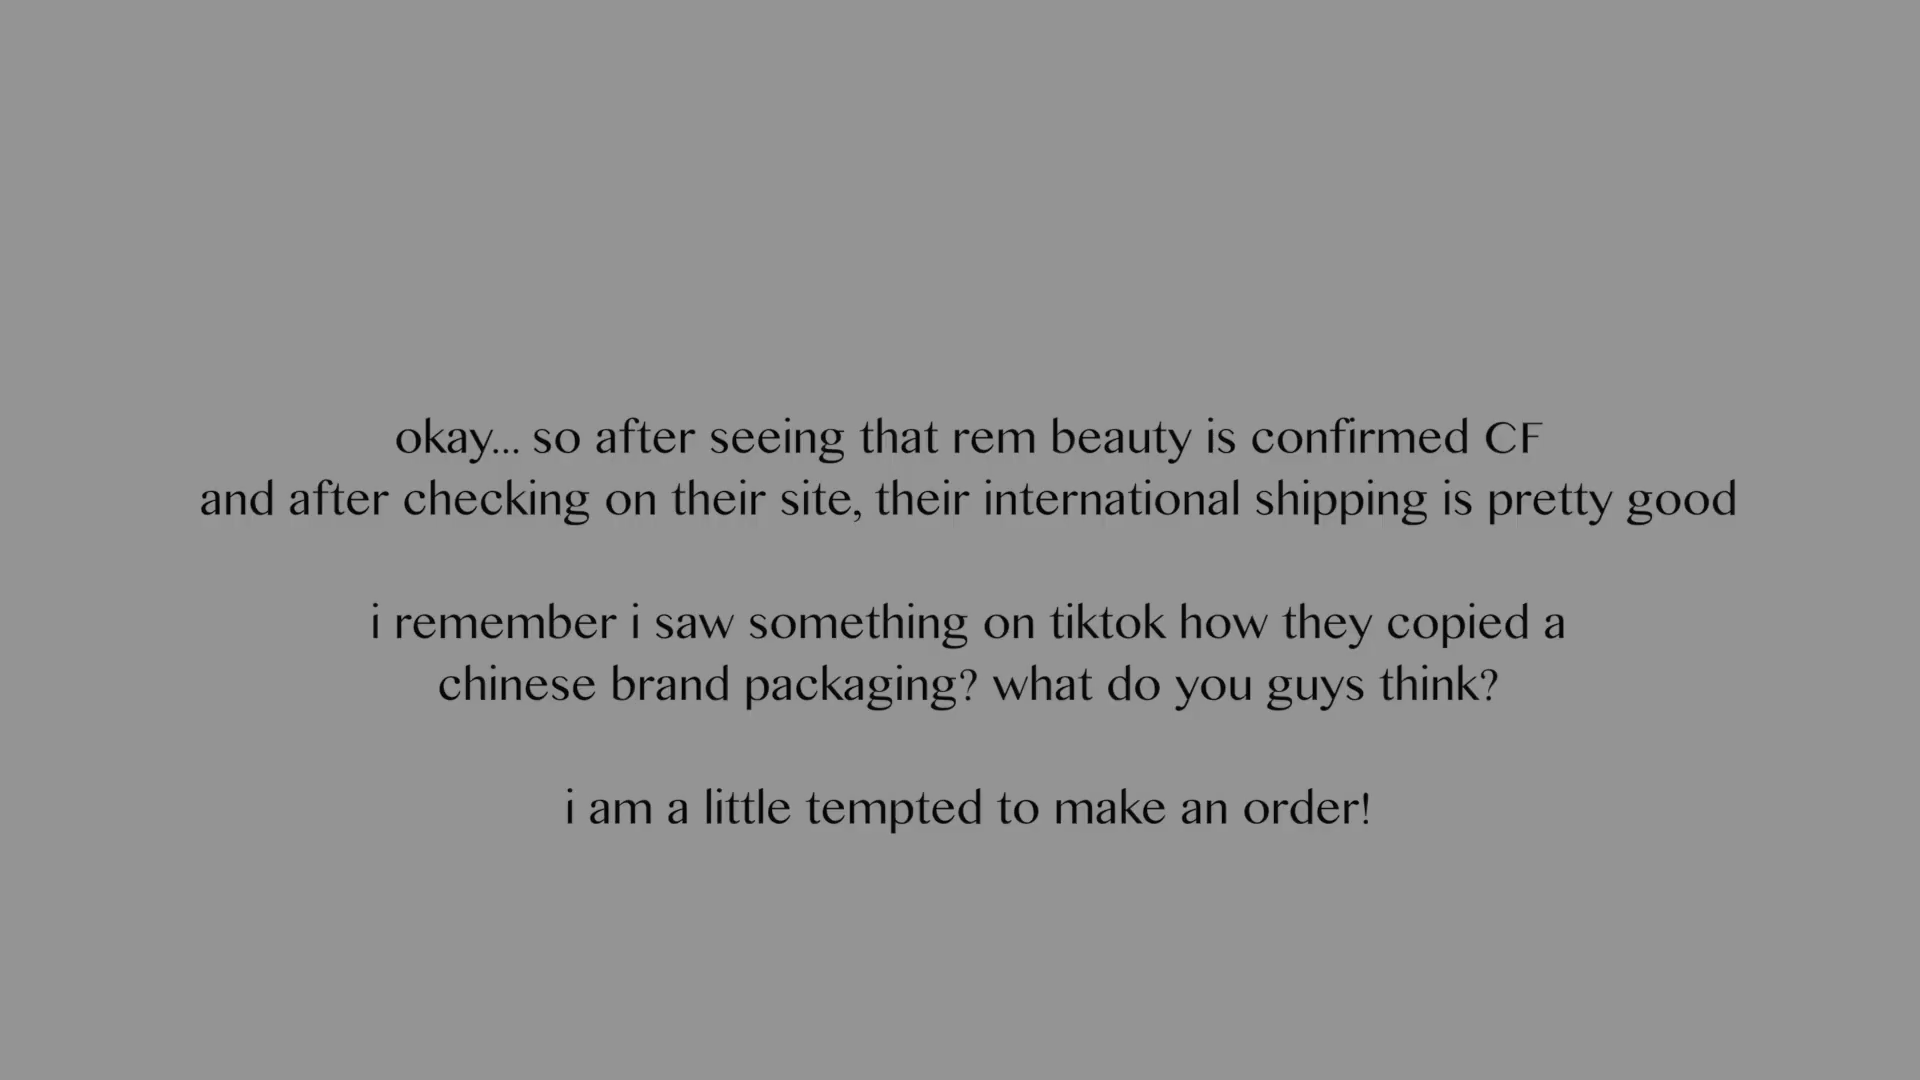 okay... so after seeing that rem beauty is confirmed CF
and after checking on their site, their international shipping is pretty good
i remember i saw something on tiktok how they copied a
chinese brand packaging? what do you guys think?
i am a little tempted to make an order!